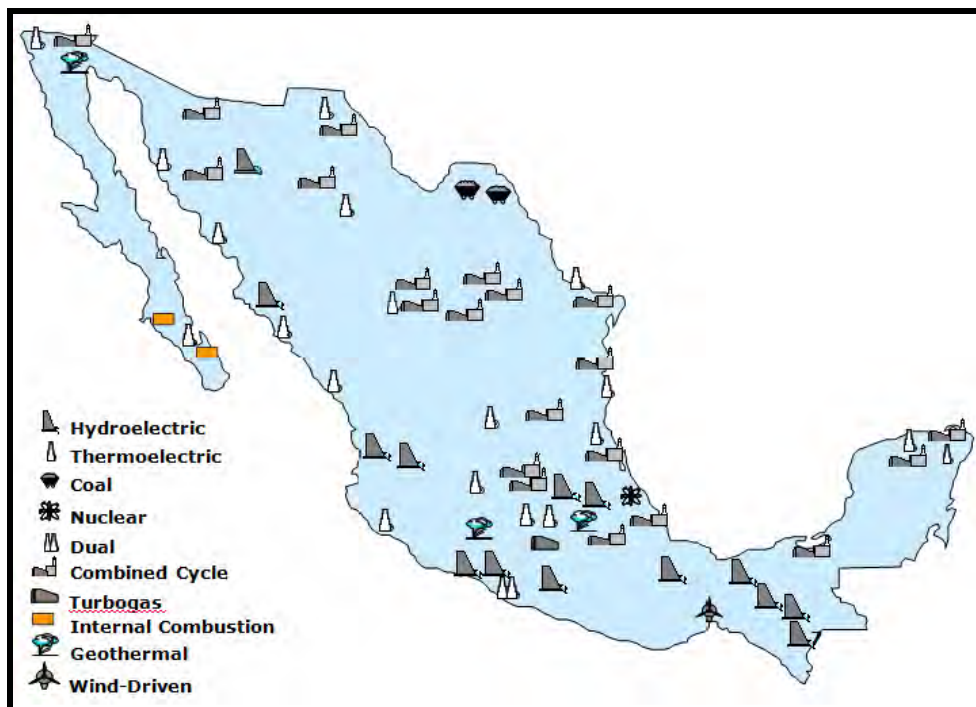 Hydroelectric
Thermoelectric
Coal
Nuclear
Dual
Combined Cycle
Turbogas
Internal Combustion
Geothermal
Wind-Driven